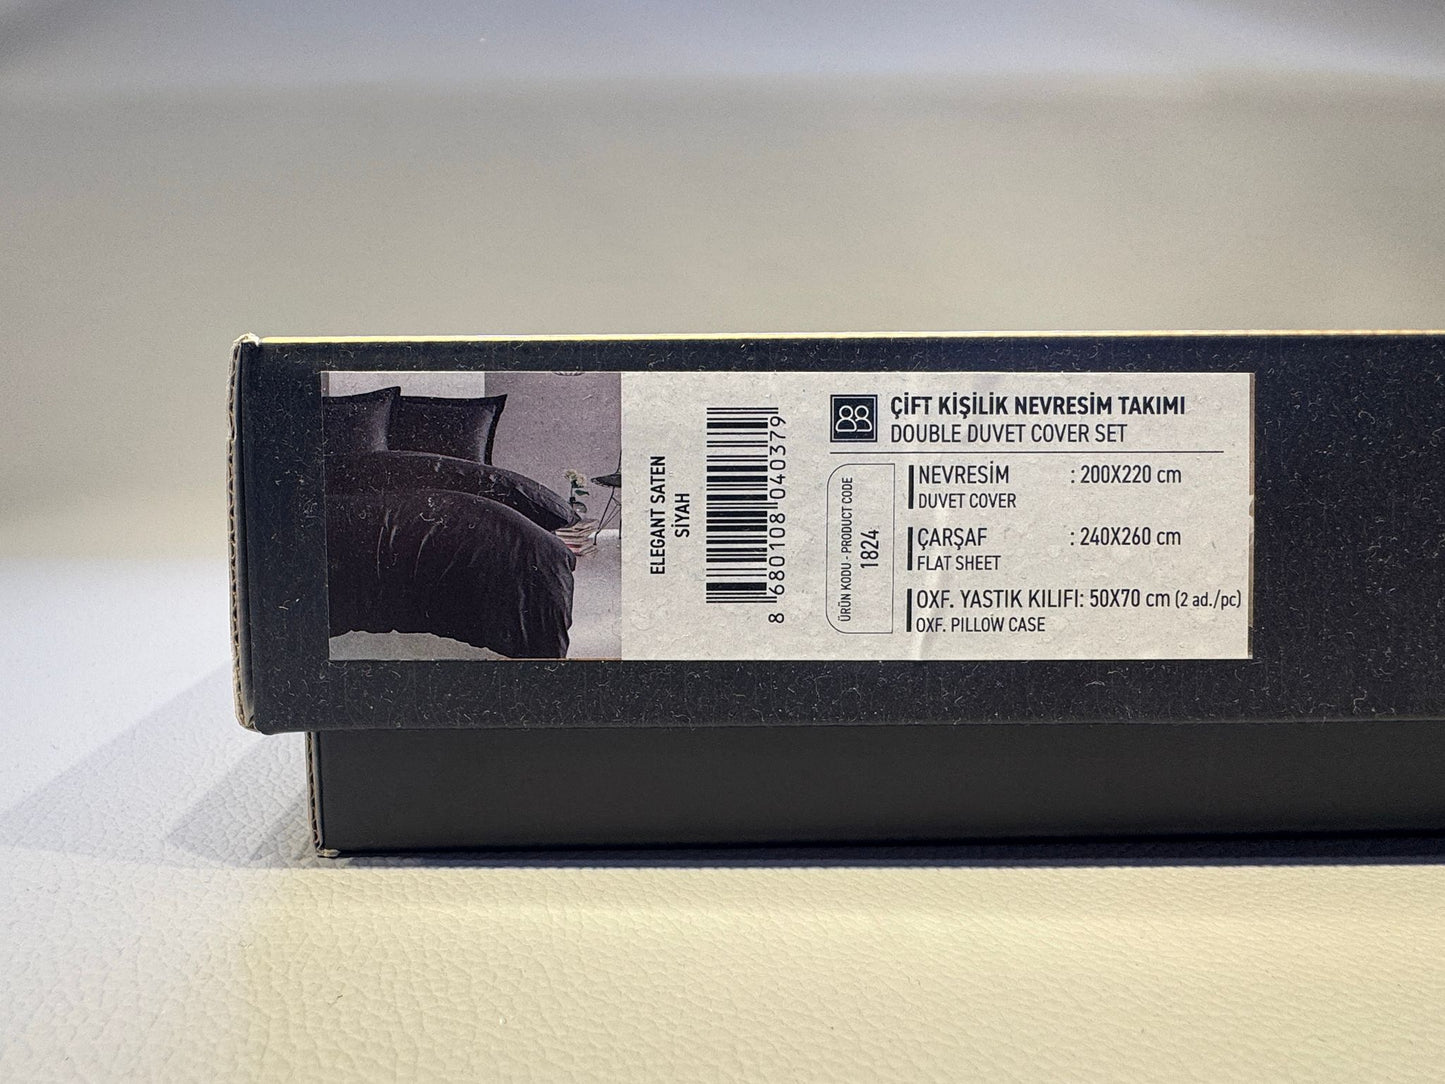 ELEGANT SATEN
SİYAH
8 680108 040379
ÇİFT KİŞİLİK NEVRESİM TAKIMI
DOUBLE DUVET COVER SET
ÜRÜN KODU - PRODUCT CODE
1824
NEVRESİM : 200X220 cm
DUVET COVER
ÇARŞAF : 240X260 cm
FLAT SHEET
OXF. YASTIK KILIFI: 50X70 cm (2 ad./pc)
OXF. PILLOW CASE